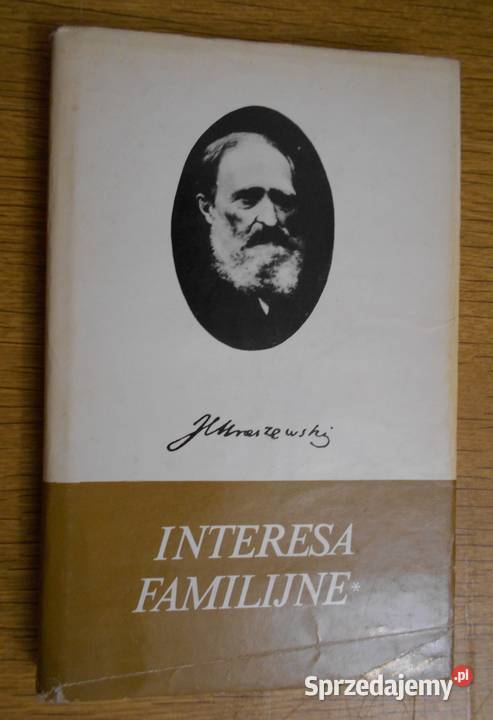 JIKraszewski
INTERESA
FAMILIJNE*
Sprzedajemy.pl